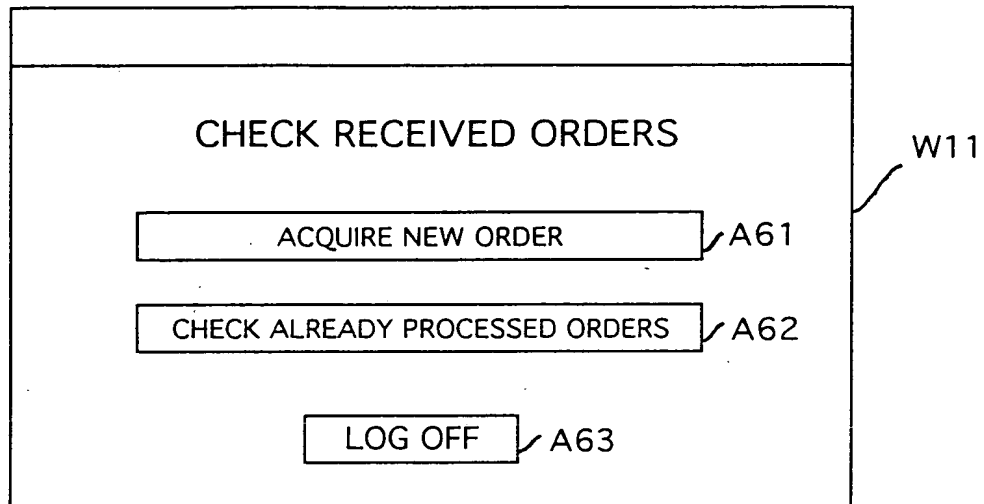 CHECK RECEIVED ORDERS
W11
ACQUIRE NEW ORDER A61
CHECK ALREADY PROCESSED ORDERS A62
LOG OFF A63